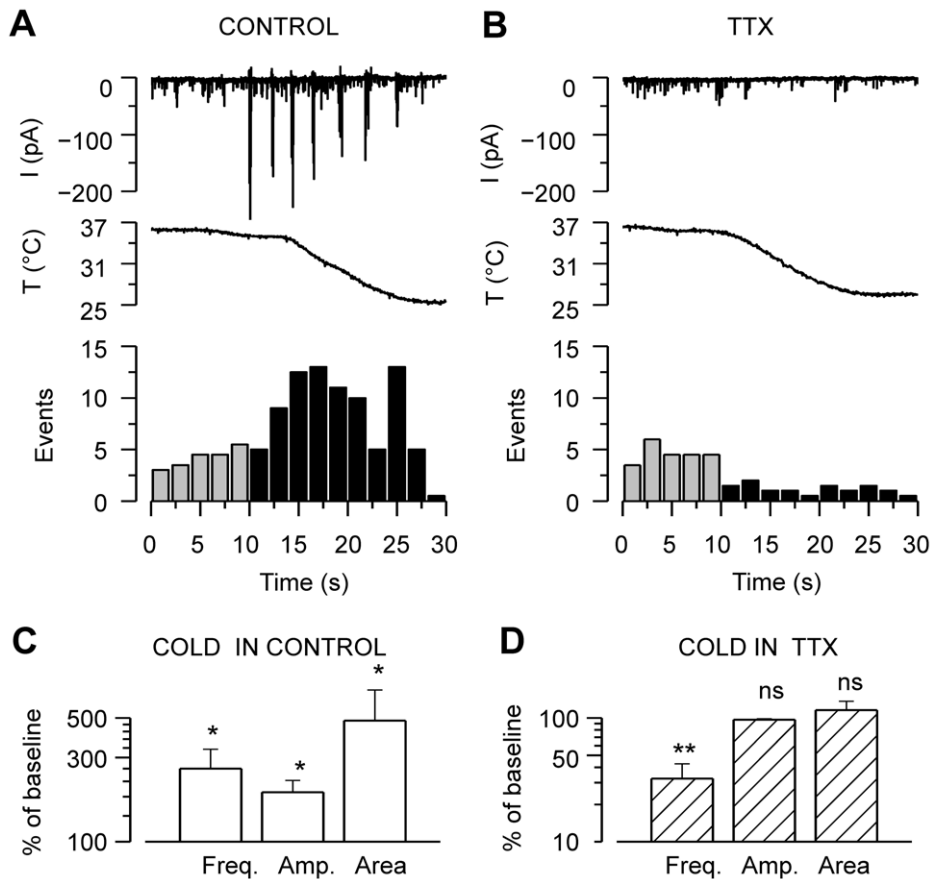 A
CONTROL
0
−100
−200
I (pA)
37
31
25
T (°C)
15
10
5
0
Events
0 5 10 15 20 25 30
Time (s)
B
TTX
0
−100
−200
I (pA)
37
31
25
T (°C)
15
10
5
0
Events
0 5 10 15 20 25 30
Time (s)
C
COLD IN CONTROL
* * *
500
300
100
% of baseline
Freq. Amp. Area
D
COLD IN TTX
** ns ns
100
50
10
% of baseline
Freq. Amp. Area